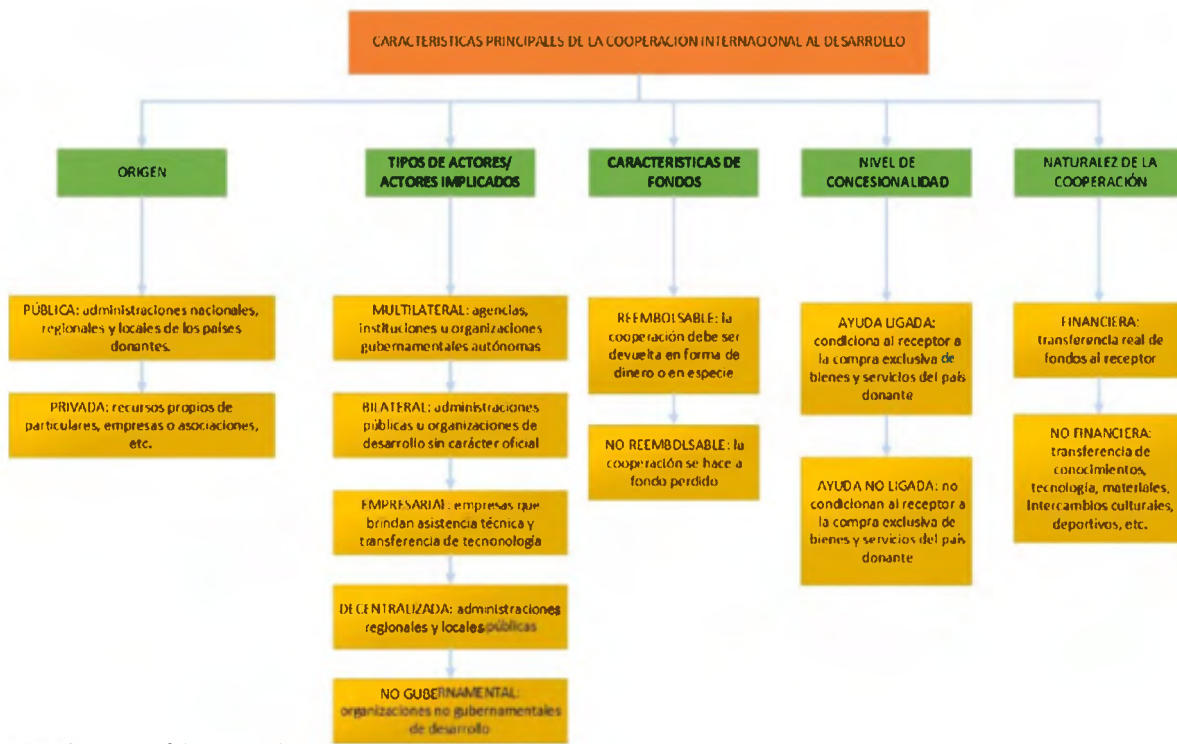 CARACTERISTICAS PRINCIPALES DE LA COOPERACION INTERNACIONAL AL DESARROLLO
ORIGEN
PÚBLICA: administraciones nacionales,
regionales y locales de los países
donantes.
PRIVADA: recursos propios de
particulares, empresas o asociaciones,
etc.
TIPOS DE ACTORES/
ACTORES IMPLICADOS
MULTILATERAL: agencias,
instituciones u organizaciones
gubernamentales autónomas
BILATERAL: administraciones
públicas u organizaciones de
desarrollo sin carácter oficial
EMPRESARIAL: empresas que
brindan asistencia técnica y
transferencia de tecnonología
DECENTRALIZADA: administraciones
regionales y locales públicas
NO GUBERNAMENTAL:
organizaciones no gubernamentales
de desarrollo
CARACTERISTICAS DE
FONDOS
REEMBOLSABLE: la
cooperación debe ser
devuelta en forma de
dinero o en especie
NO REEMBOLSABLE: la
cooperación se hace a
fondo perdido
NIVEL DE
CONCESIONALIDAD
AYUDA LIGADA:
condiciona al receptor a
la compra exclusiva de
bienes y servicios del país
donante
AYUDA NO LIGADA: no
condicionan al receptor a
la compra exclusiva de
bienes y servicios del país
donante
NATURALEZ DE LA
COOPERACIÓN
FINANCIERA:
transferencia real de
fondos al receptor
NO FINANCIERA:
transferencia de
conocimientos,
tecnología, materiales,
Intercambios culturales,
deportivos, etc.